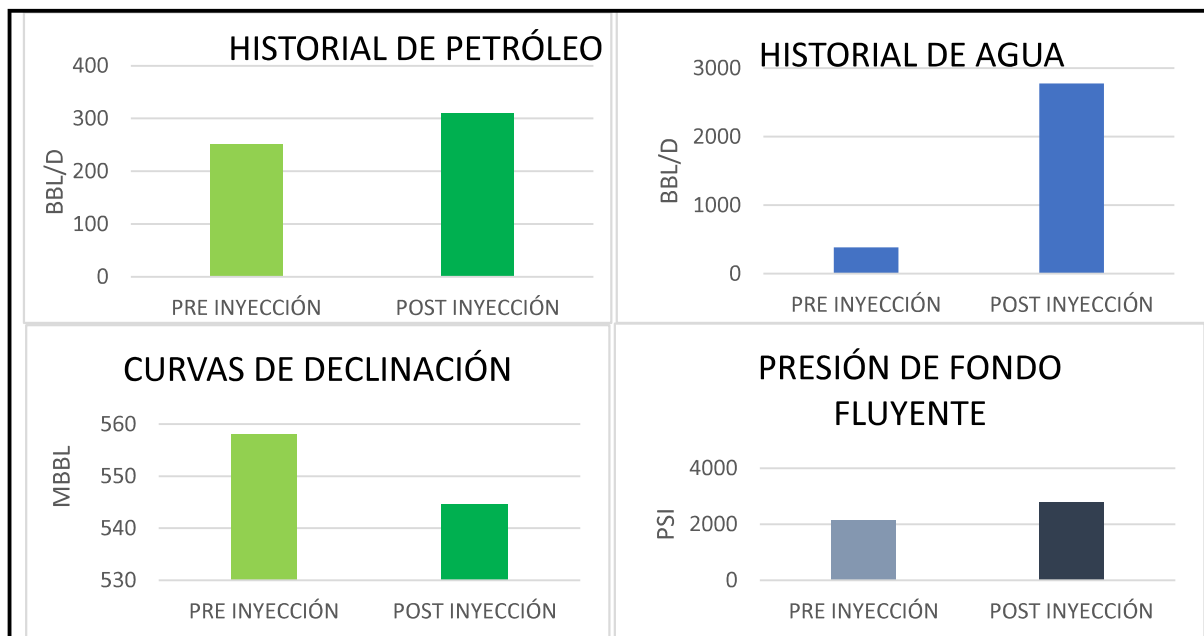 HISTORIAL DE PETRÓLEO
400
300
200
100
0
BBL/D
PRE INYECCIÓN
POST INYECCIÓN
HISTORIAL DE AGUA
3000
2000
1000
0
BBL/D
PRE INYECCIÓN
POST INYECCIÓN
CURVAS DE DECLINACIÓN
560
550
540
530
MBBL
PRE INYECCIÓN
POST INYECCIÓN
PRESIÓN DE FONDO
FLUYENTE
4000
2000
0
PSI
PRE INYECCIÓN
POST INYECCIÓN